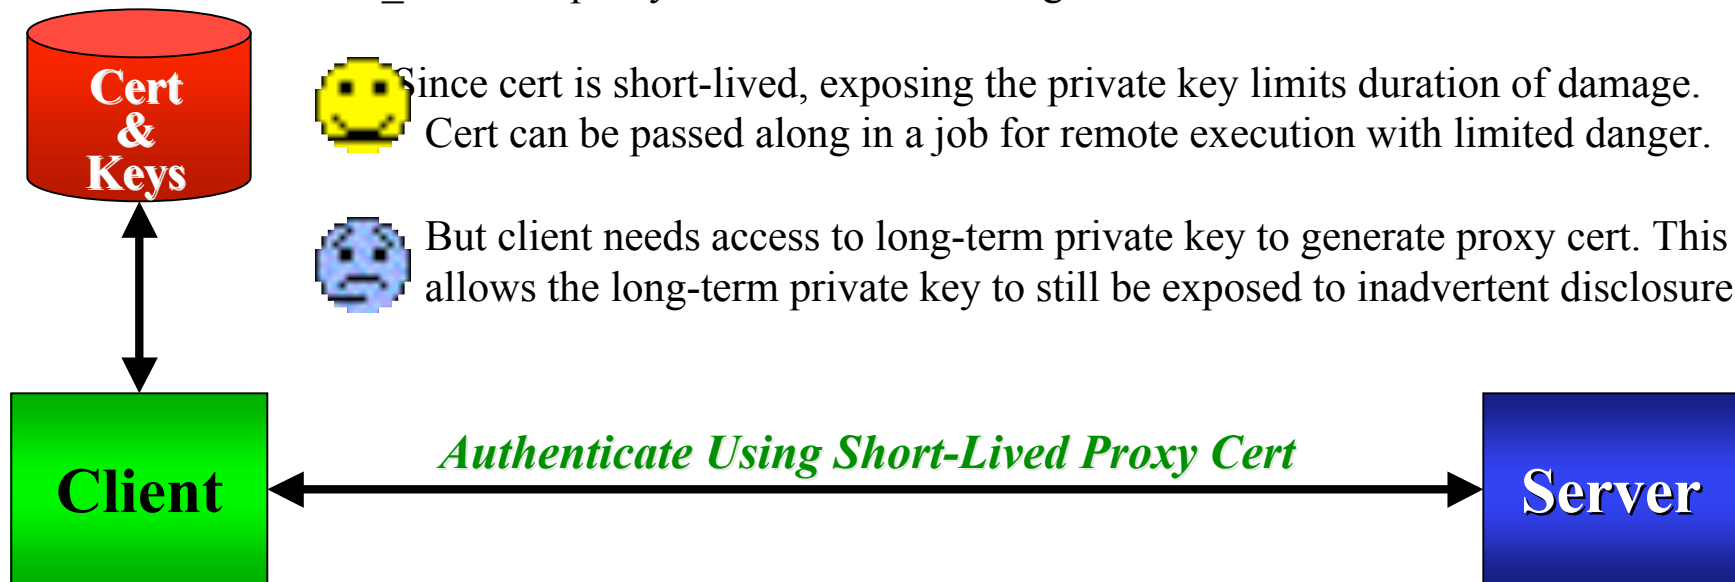 Cert
&
Keys
Since cert is short-lived, exposing the private key limits duration of damage.
Cert can be passed along in a job for remote execution with limited danger.
But client needs access to long-term private key to generate proxy cert. This
allows the long-term private key to still be exposed to inadvertent disclosure
Authenticate Using Short-Lived Proxy Cert
Client
Server